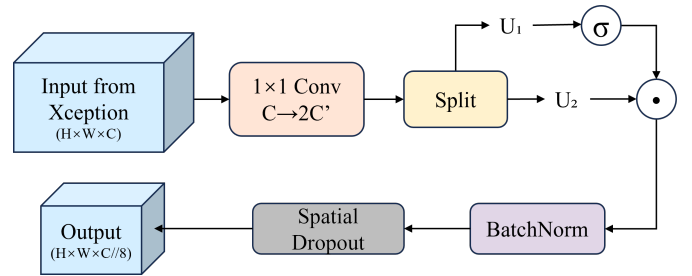 Input from
Xception
(H×W×C)
1×1 Conv
C→2C’
Split
U₁
σ
U₂
·
BatchNorm
Spatial
Dropout
Output
(H×W×C//8)